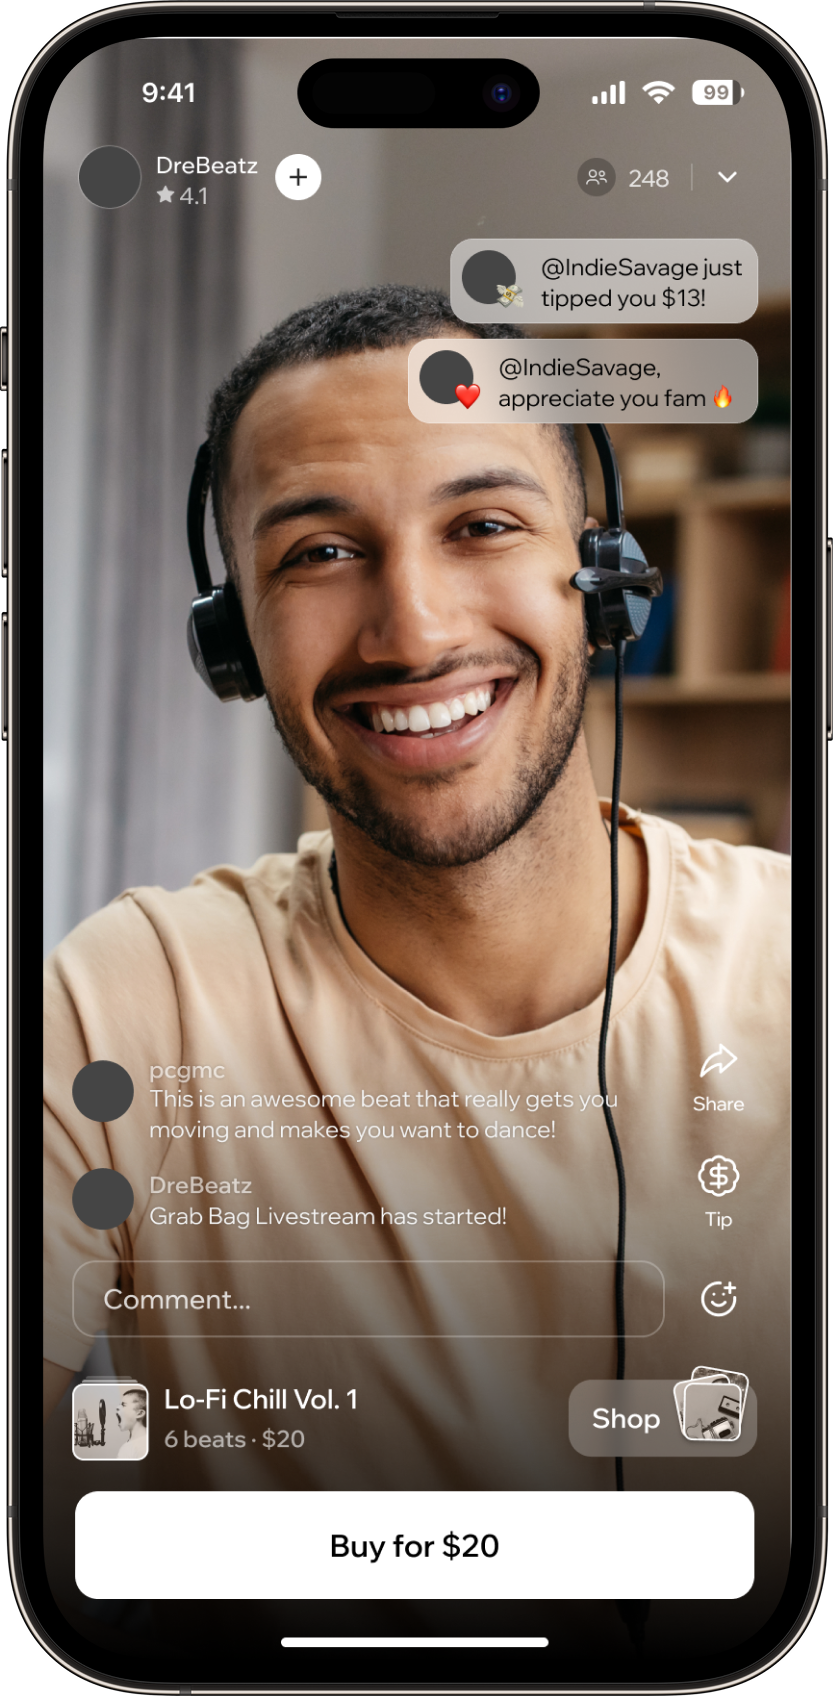 9:41
99
DreBeatz
4.1
248
@IndieSavage just
tipped you $13!
@IndieSavage,
appreciate you fam 🔥
pcgmc
This is an awesome beat that really gets you
moving and makes you want to dance!
Share
DreBeatz
Grab Bag Livestream has started!
Tip
Comment...
Lo-Fi Chill Vol. 1
6 beats · $20
Shop
Buy for $20